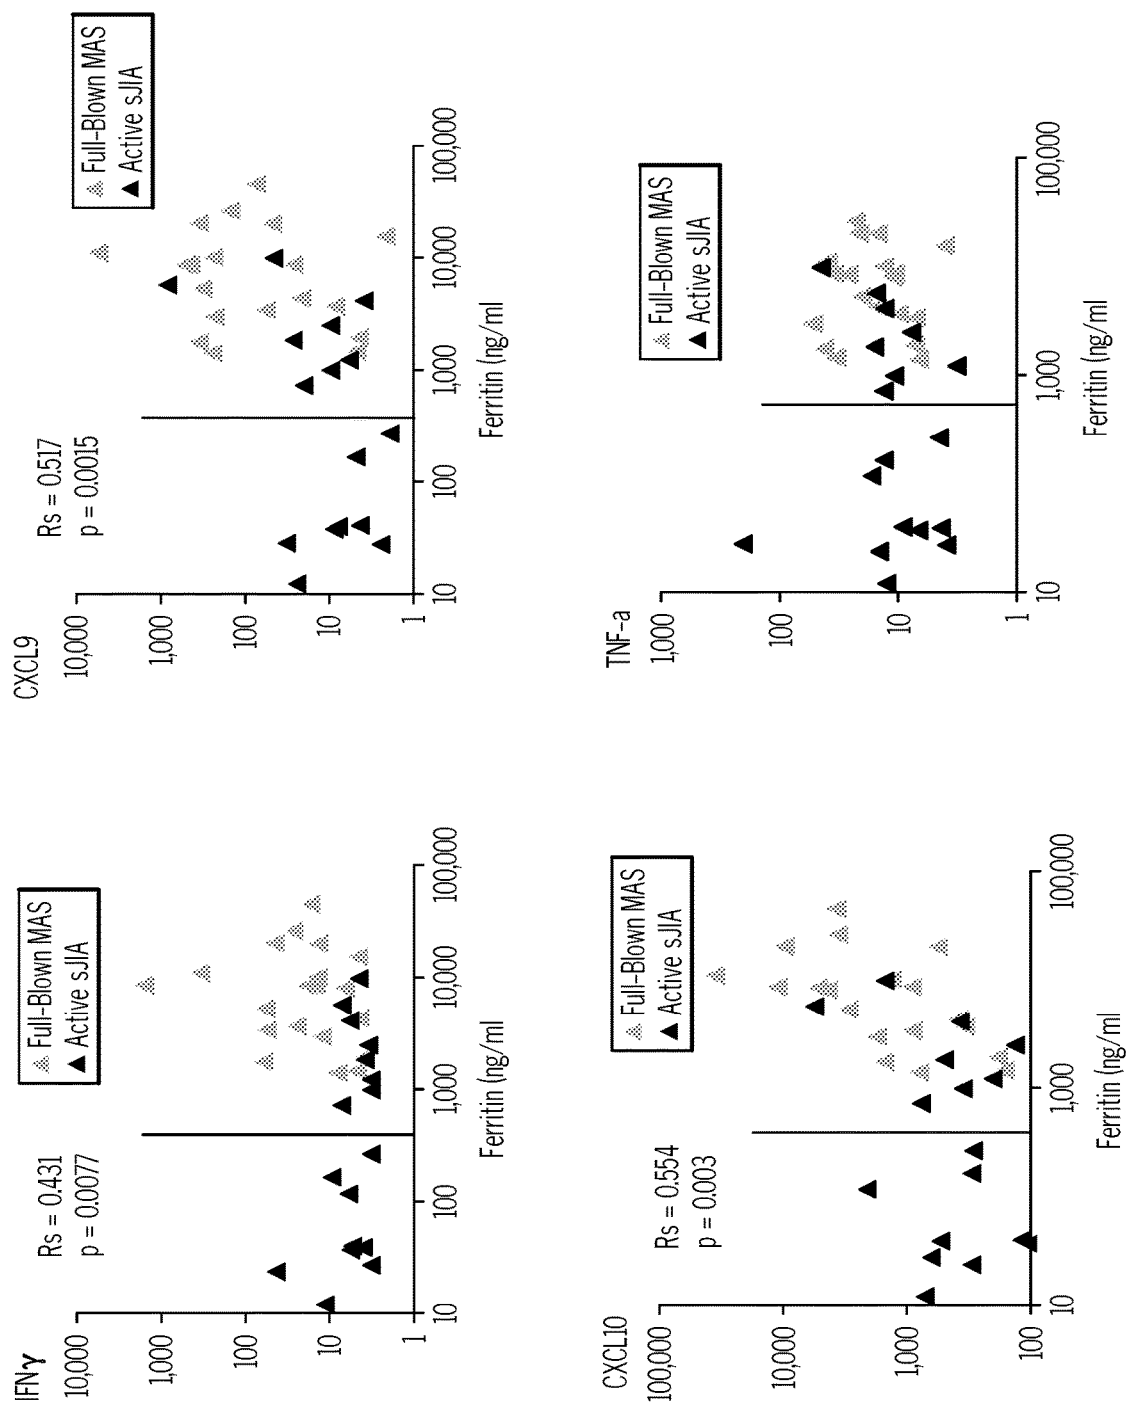 IFNγ
10,000
1,000
100
10
1
Rs = 0.431
p = 0.0077
Full-Blown MAS
Active sJIA
10
100
1,000
10,000
100,000
Ferritin (ng/ml)
CXCL9
10,000
1,000
100
10
1
Rs = 0.517
p = 0.0015
Full-Blown MAS
Active sJIA
10
100
1,000
10,000
100,000
Ferritin (ng/ml)
CXCL10
100,000
10,000
1,000
100
Rs = 0.554
p = 0.003
Full-Blown MAS
Active sJIA
10
1,000
100,000
Ferritin (ng/ml)
TNF-a
1,000
100
10
1
Full-Blown MAS
Active sJIA
10
1,000
100,000
Ferritin (ng/ml)